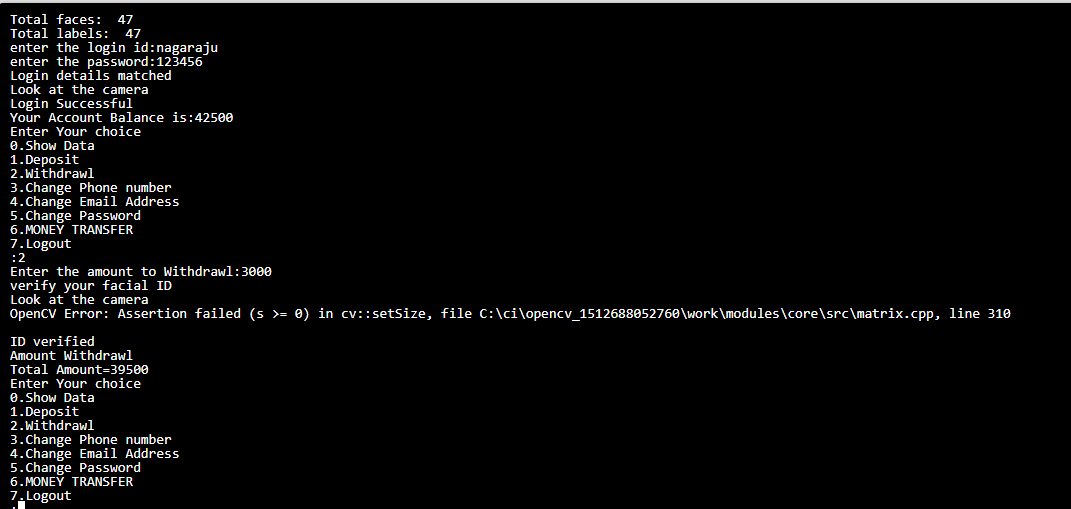 Total faces:  47
Total labels:  47
enter the login id:nagaraju
enter the password:123456
Login details matched
Look at the camera
Login Successful
Your Account Balance is:42500
Enter Your choice
0.Show Data
1.Deposit
2.Withdrawl
3.Change Phone number
4.Change Email Address
5.Change Password
6.MONEY TRANSFER
7.Logout
:2
Enter the amount to Withdrawl:3000
verify your facial ID
Look at the camera
OpenCV Error: Assertion failed (s >= 0) in cv::setSize, file C:\ci\opencv_1512688052760\work\modules\core\src\matrix.cpp, line 310
ID verified
Amount Withdrawl
Total Amount=39500
Enter Your choice
0.Show Data
1.Deposit
2.Withdrawl
3.Change Phone number
4.Change Email Address
5.Change Password
6.MONEY TRANSFER
7.Logout
: